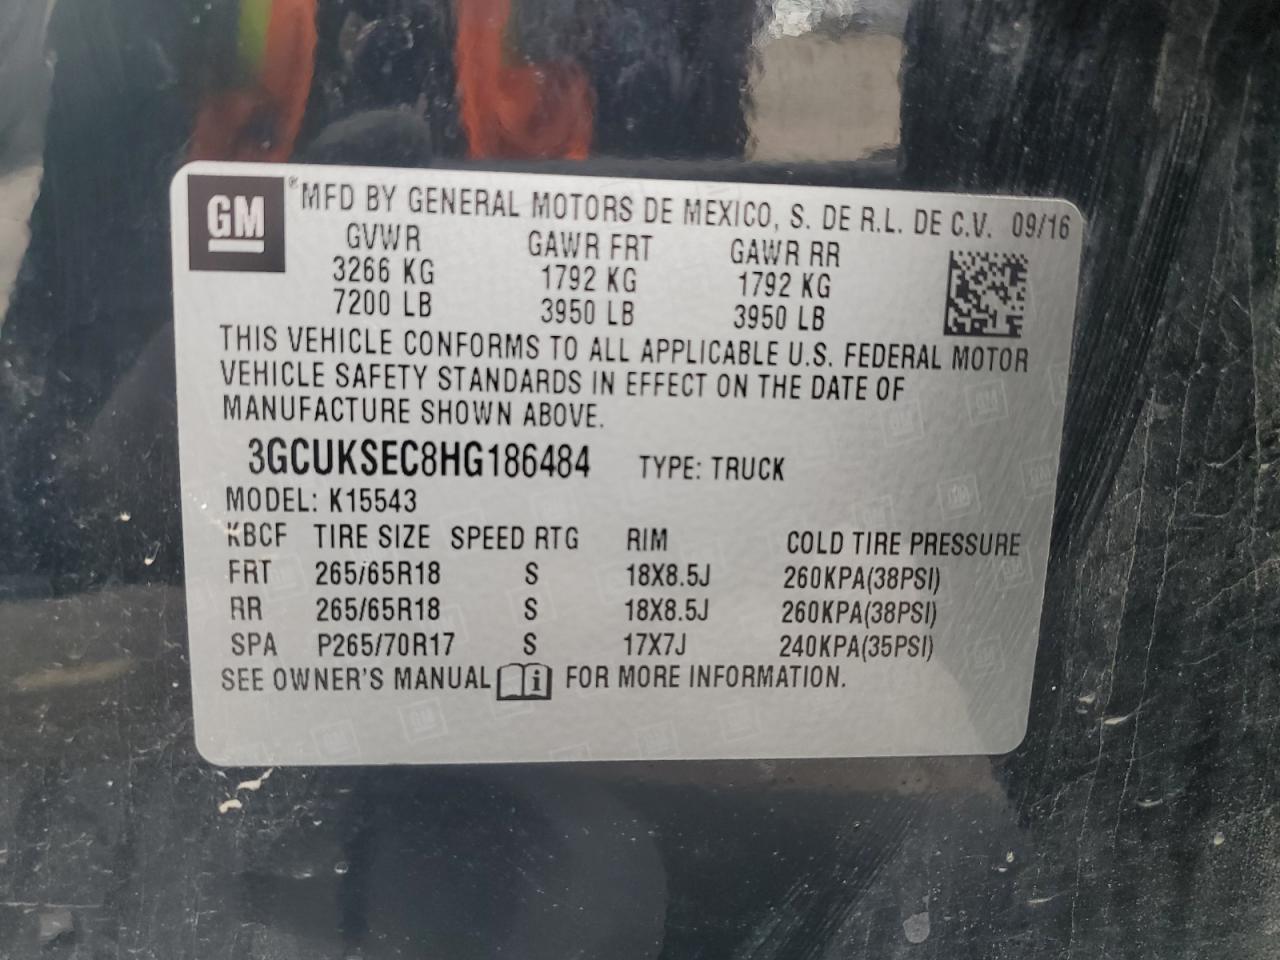 GM ® MFD BY GENERAL MOTORS DE MEXICO, S. DE R.L. DE C.V. 09/16
GVWR GAWR FRT GAWR RR
3266 KG 1792 KG 1792 KG
7200 LB 3950 LB 3950 LB
THIS VEHICLE CONFORMS TO ALL APPLICABLE U.S. FEDERAL MOTOR
VEHICLE SAFETY STANDARDS IN EFFECT ON THE DATE OF
MANUFACTURE SHOWN ABOVE.
3GCUKSEC8HG186484 TYPE: TRUCK
MODEL: K15543
KBCF TIRE SIZE SPEED RTG RIM COLD TIRE PRESSURE
FRT 265/65R18 S 18X8.5J 260KPA(38PSI)
RR 265/65R18 S 18X8.5J 260KPA(38PSI)
SPA P265/70R17 S 17X7J 240KPA(35PSI)
SEE OWNER'S MANUAL i FOR MORE INFORMATION.